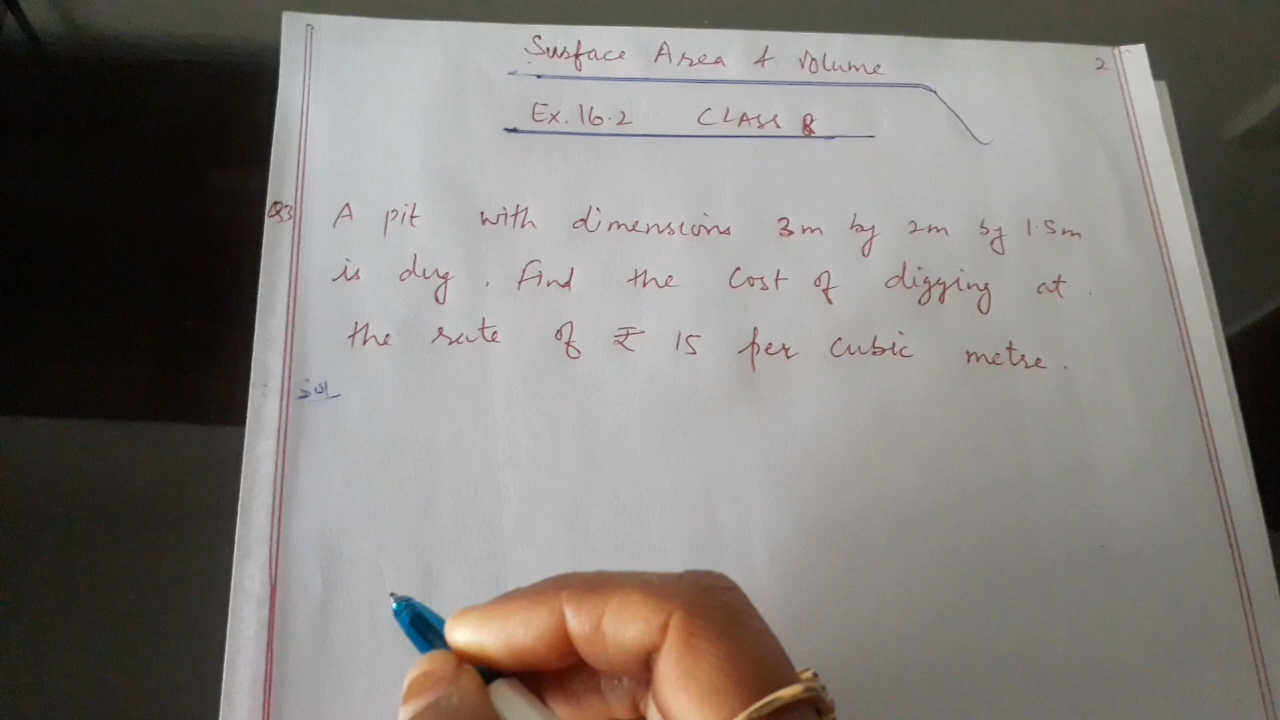 Surface Area & Volume
2
Ex. 16.2 CLASS 8
Q3 A pit with dimensions 3m by 2m by 1.5m
is dug. Find the cost of digging at
the rate of ₹ 15 per cubic metre.
Sol